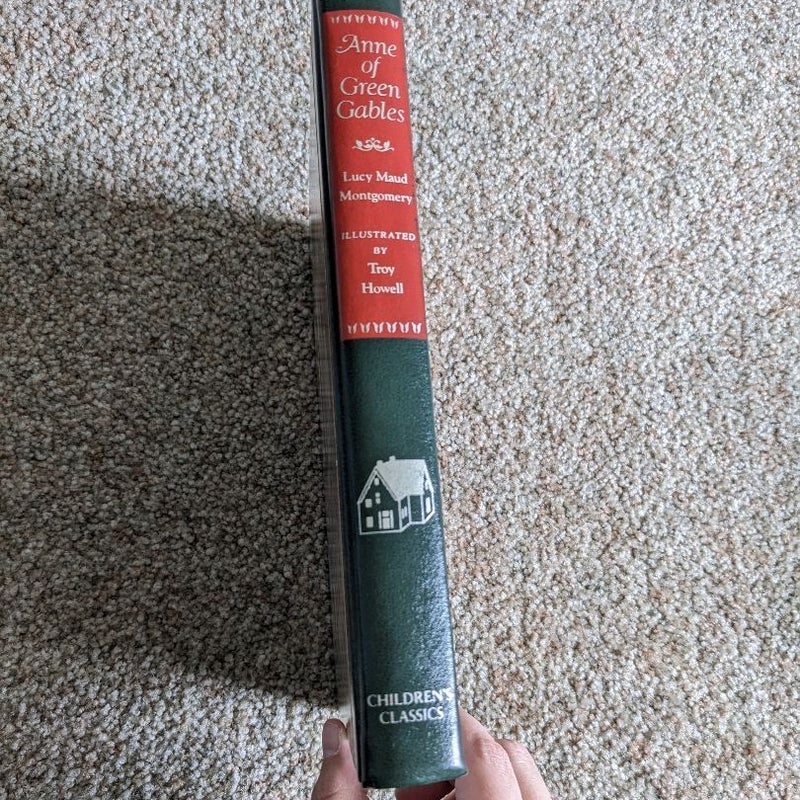 Anne
of
Green
Gables
Lucy Maud
Montgomery
ILLUSTRATED
BY
Troy
Howell
CHILDREN'S
CLASSICS